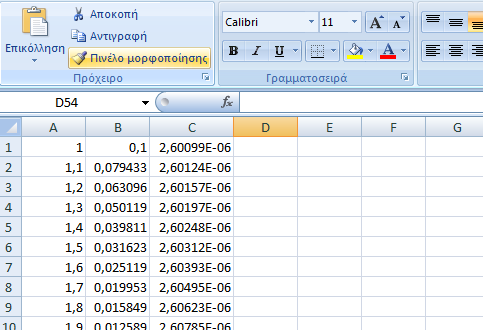 Αποκοπή
Αντιγραφή
Πινέλο μορφοποίησης
Επικόλληση
Πρόχειρο
Calibri 11 A A
B I U A
Γραμματοσειρά
D54 fx
A B C D E F G
1 1 0,1 2,60099E-06
2 1,1 0,079433 2,60124E-06
3 1,2 0,063096 2,60157E-06
4 1,3 0,050119 2,60197E-06
5 1,4 0,039811 2,60248E-06
6 1,5 0,031623 2,60312E-06
7 1,6 0,025119 2,60393E-06
8 1,7 0,019953 2,60495E-06
9 1,8 0,015849 2,60623E-06
10 1,9 0,012589 2,60785E-06